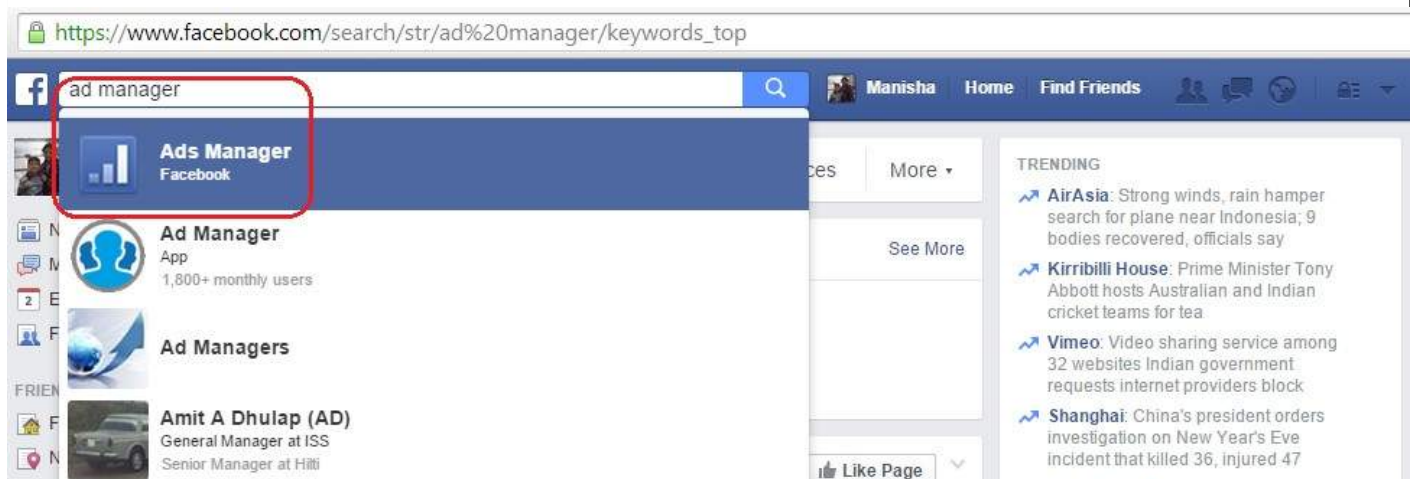 https://www.facebook.com/search/str/ad%20manager/keywords_top
f
ad manager
Manisha
Home
Find Friends
Ads Manager
Facebook
Ad Manager
App
1,800+ monthly users
Ad Managers
Amit A Dhulap (AD)
General Manager at ISS
Senior Manager at Hilti
N
M
2
E
F
FRIEN
F
N
ces
More
See More
Like Page
TRENDING
AirAsia: Strong winds, rain hamper
search for plane near Indonesia; 9
bodies recovered, officials say
Kirribilli House: Prime Minister Tony
Abbott hosts Australian and Indian
cricket teams for tea
Vimeo: Video sharing service among
32 websites Indian government
requests internet providers block
Shanghai: China's president orders
investigation on New Year's Eve
incident that killed 36, injured 47